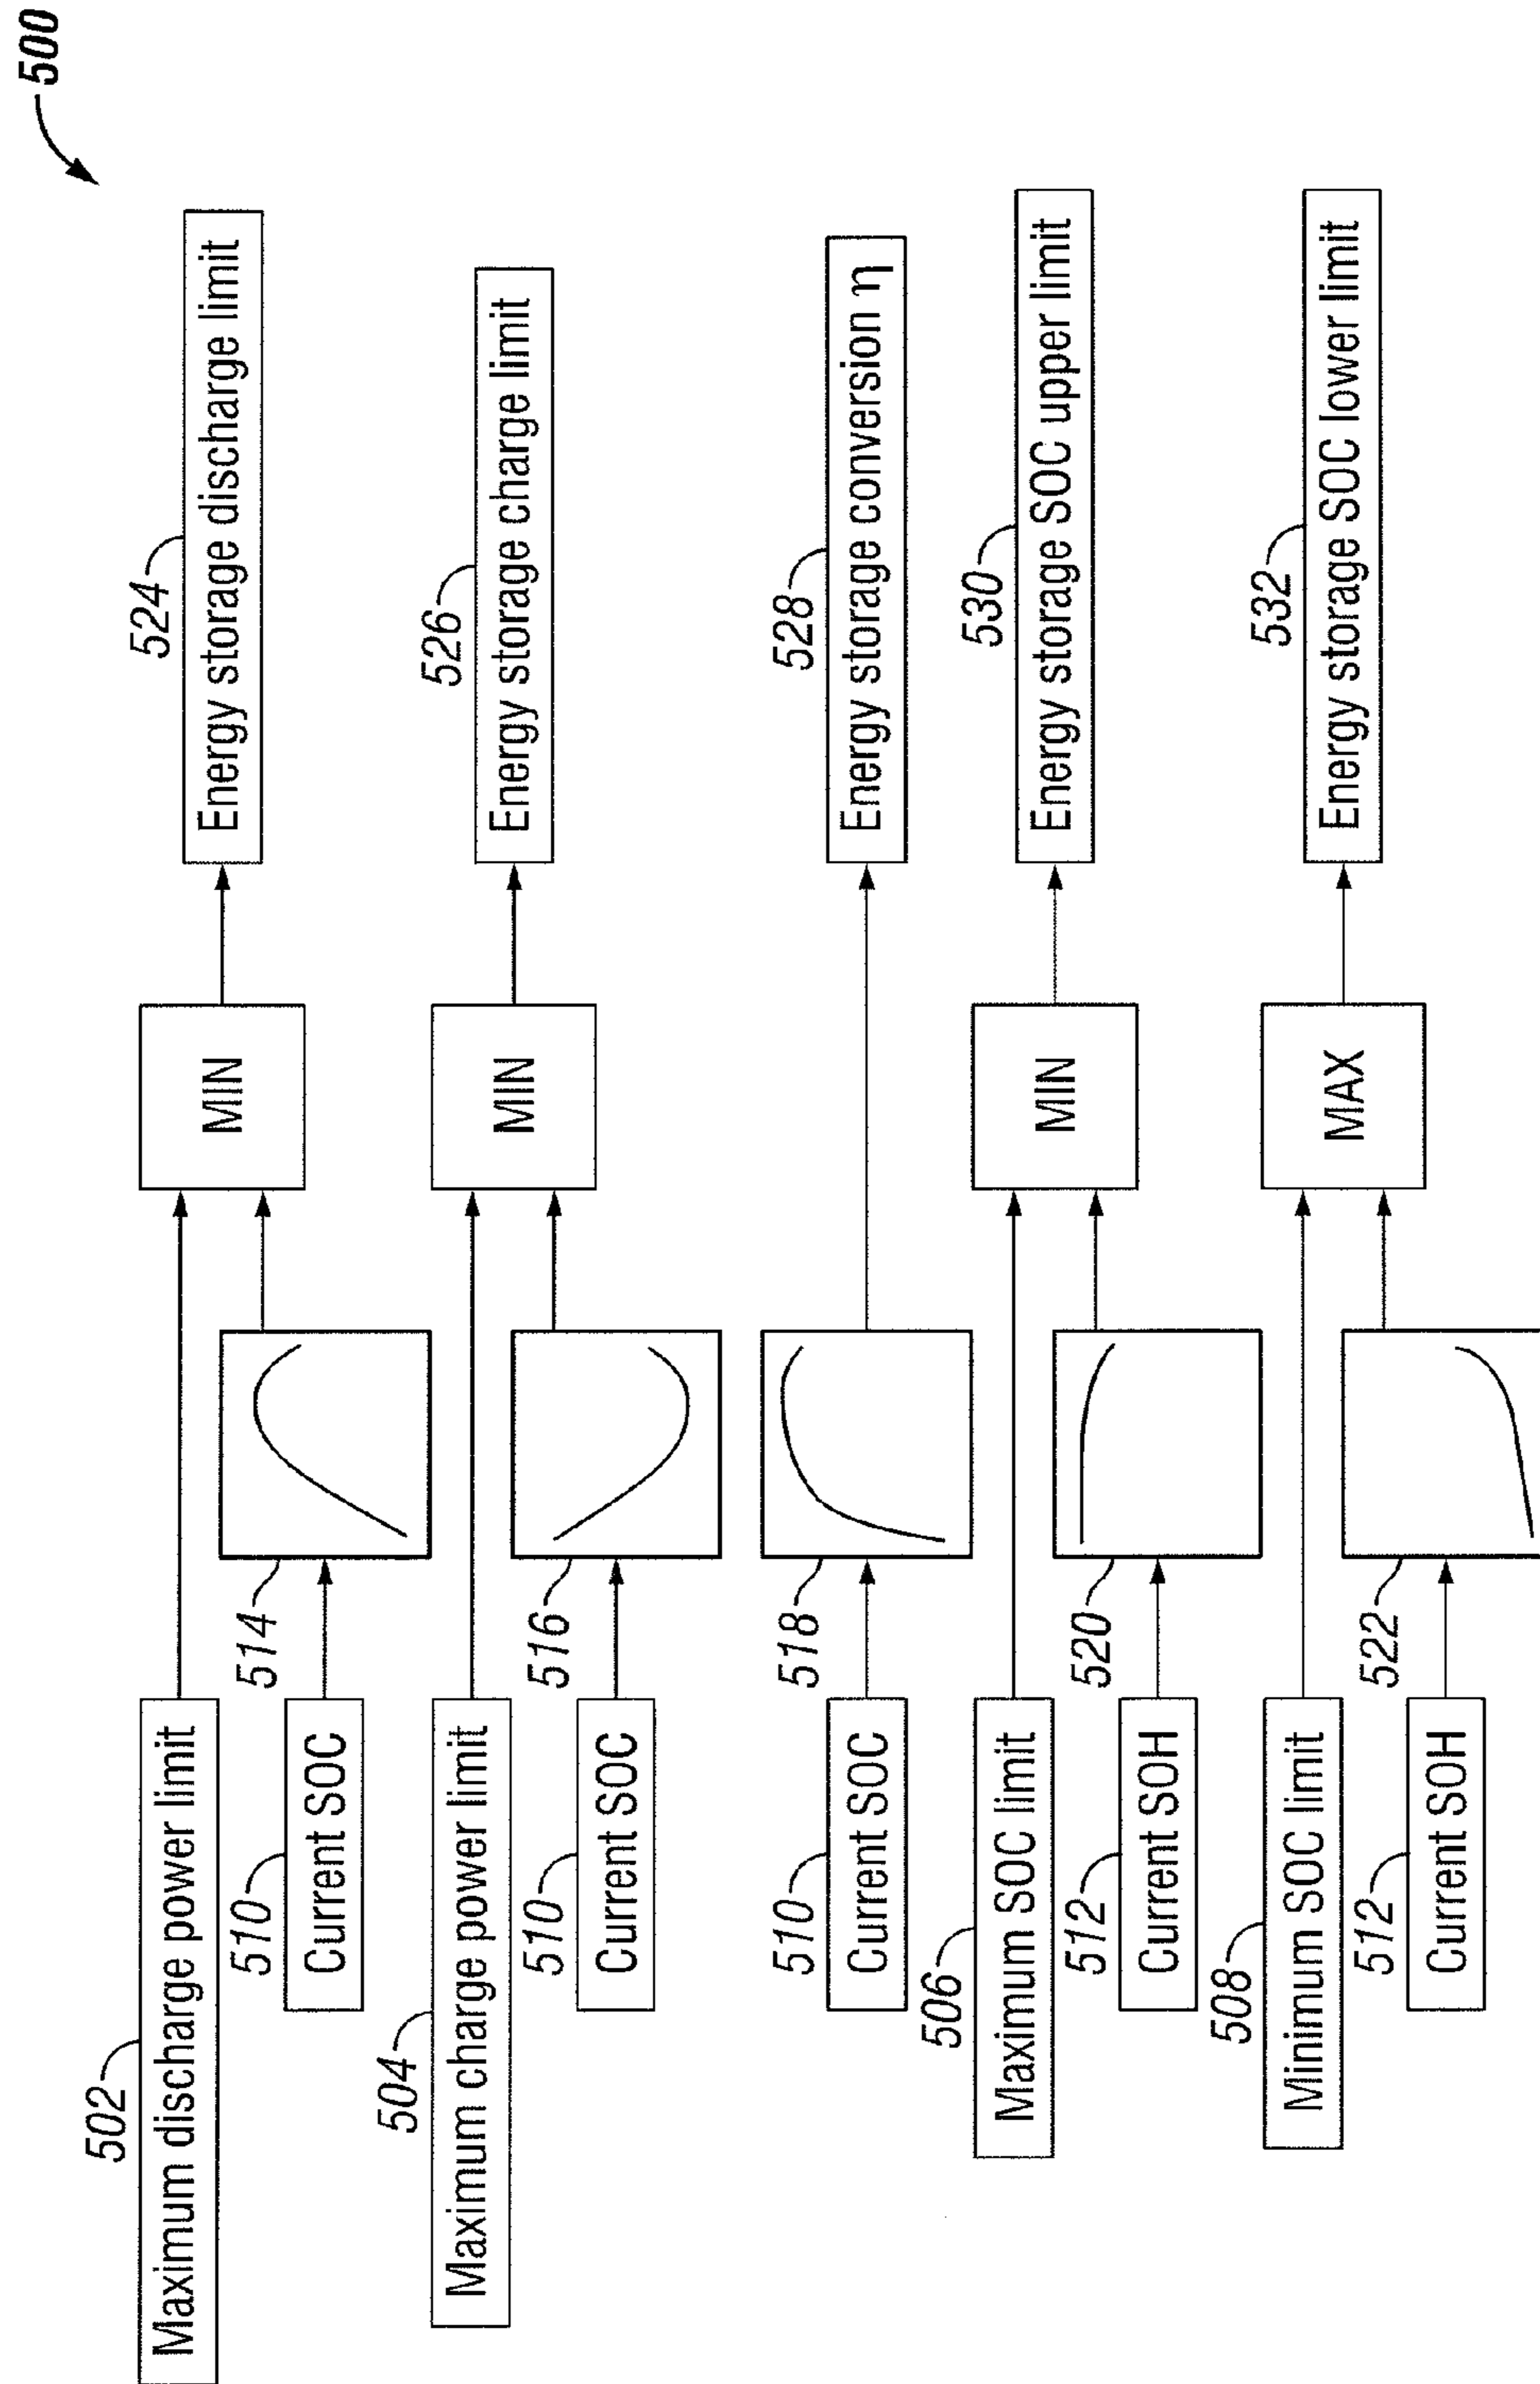 500
502
Maximum discharge power limit
510
Current SOC
514
MIN
524
Energy storage discharge limit
504
Maximum charge power limit
510
Current SOC
516
MIN
526
Energy storage charge limit
510
Current SOC
518
528
Energy storage conversion η
506
Maximum SOC limit
512
Current SOH
520
MIN
530
Energy storage SOC upper limit
508
Minimum SOC limit
512
Current SOH
522
MAX
532
Energy storage SOC lower limit